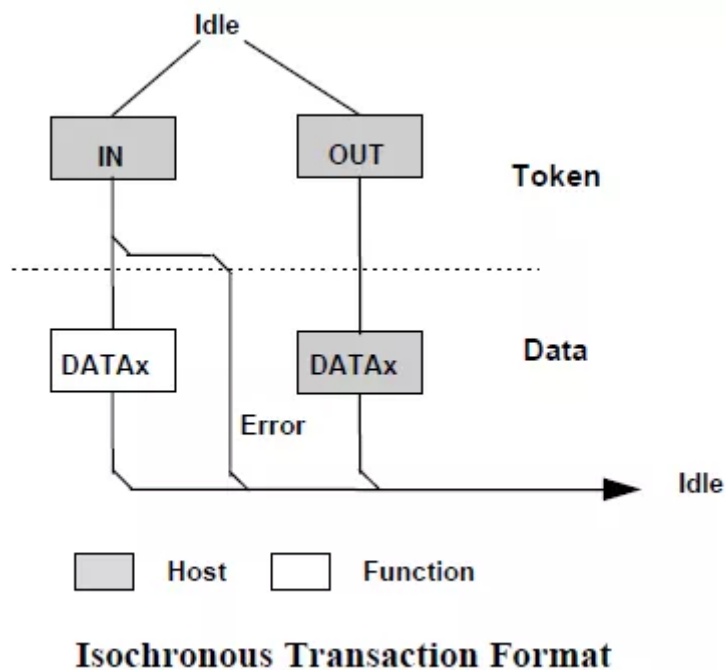 Idle
IN
OUT
Token
DATAx
DATAx
Data
Error
Idle
Host
Function
Isochronous Transaction Format